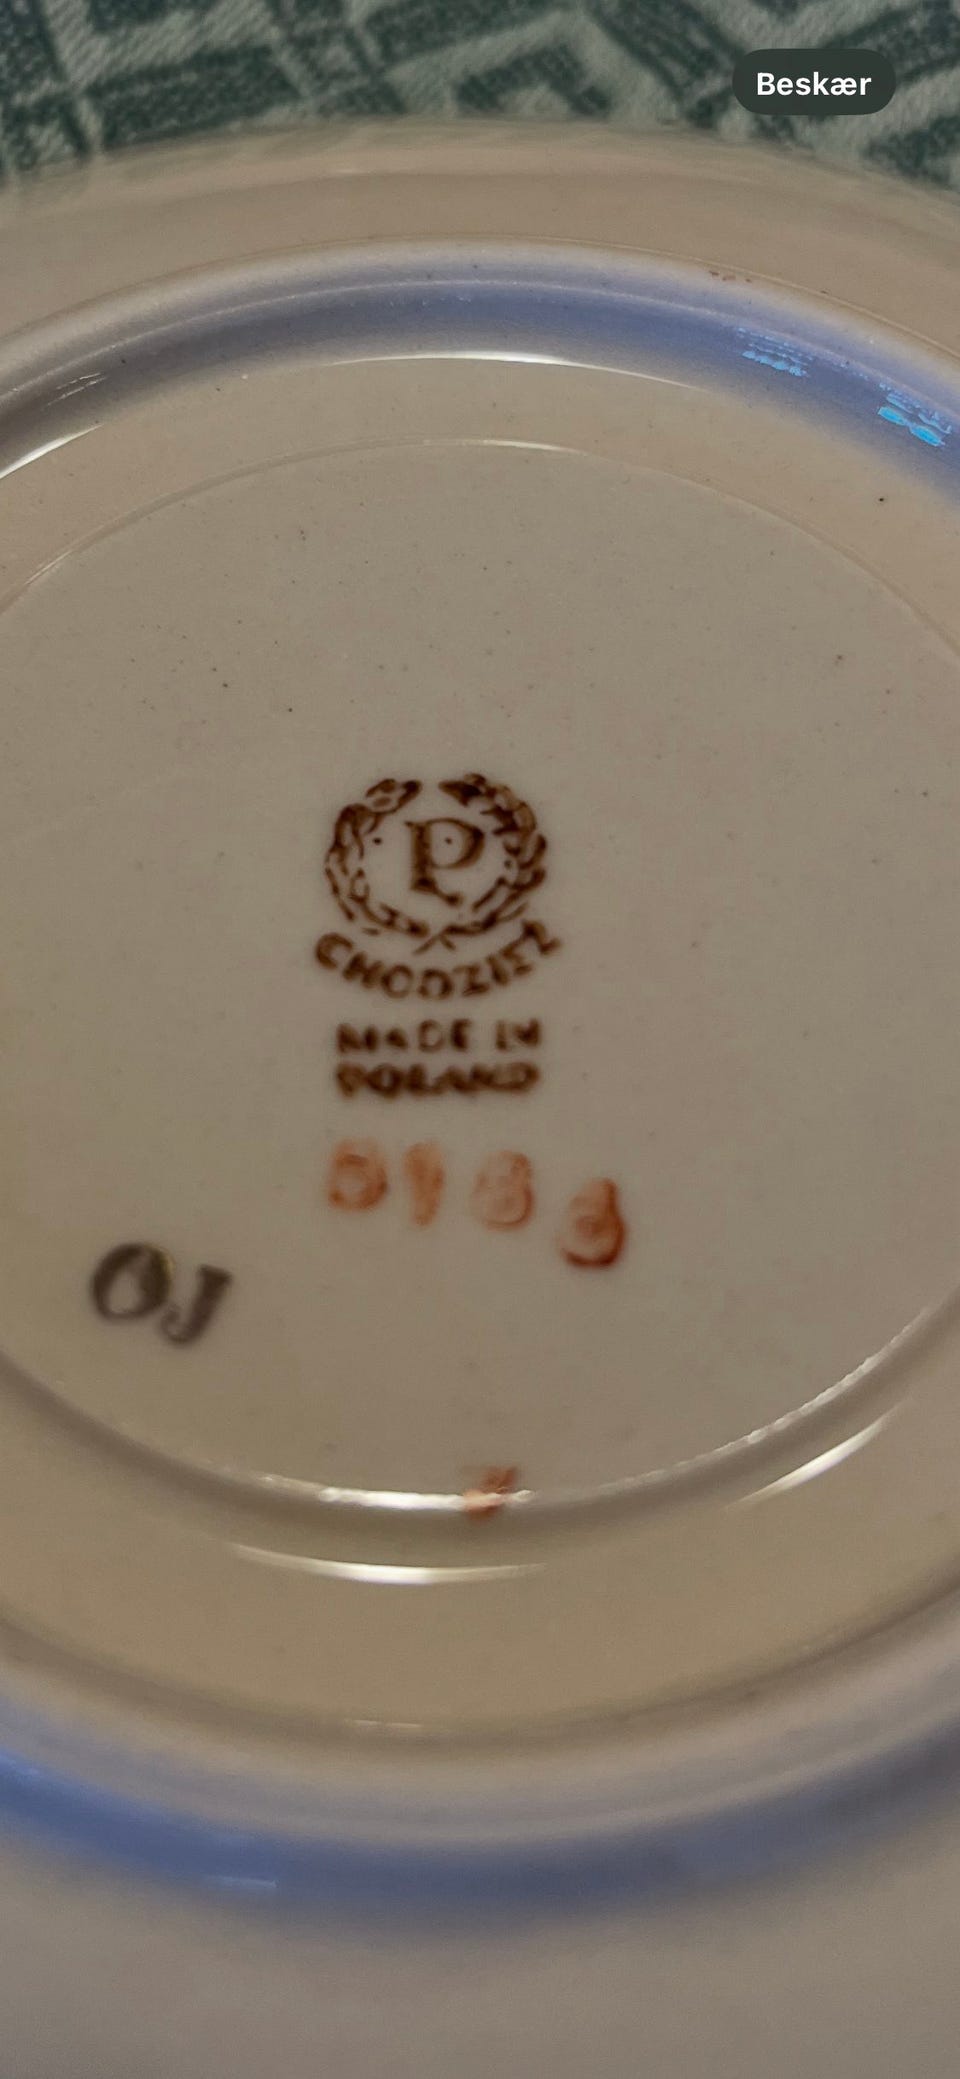 Beskær
P
CHODZIEŻ
MADE IN
POLAND
OJ